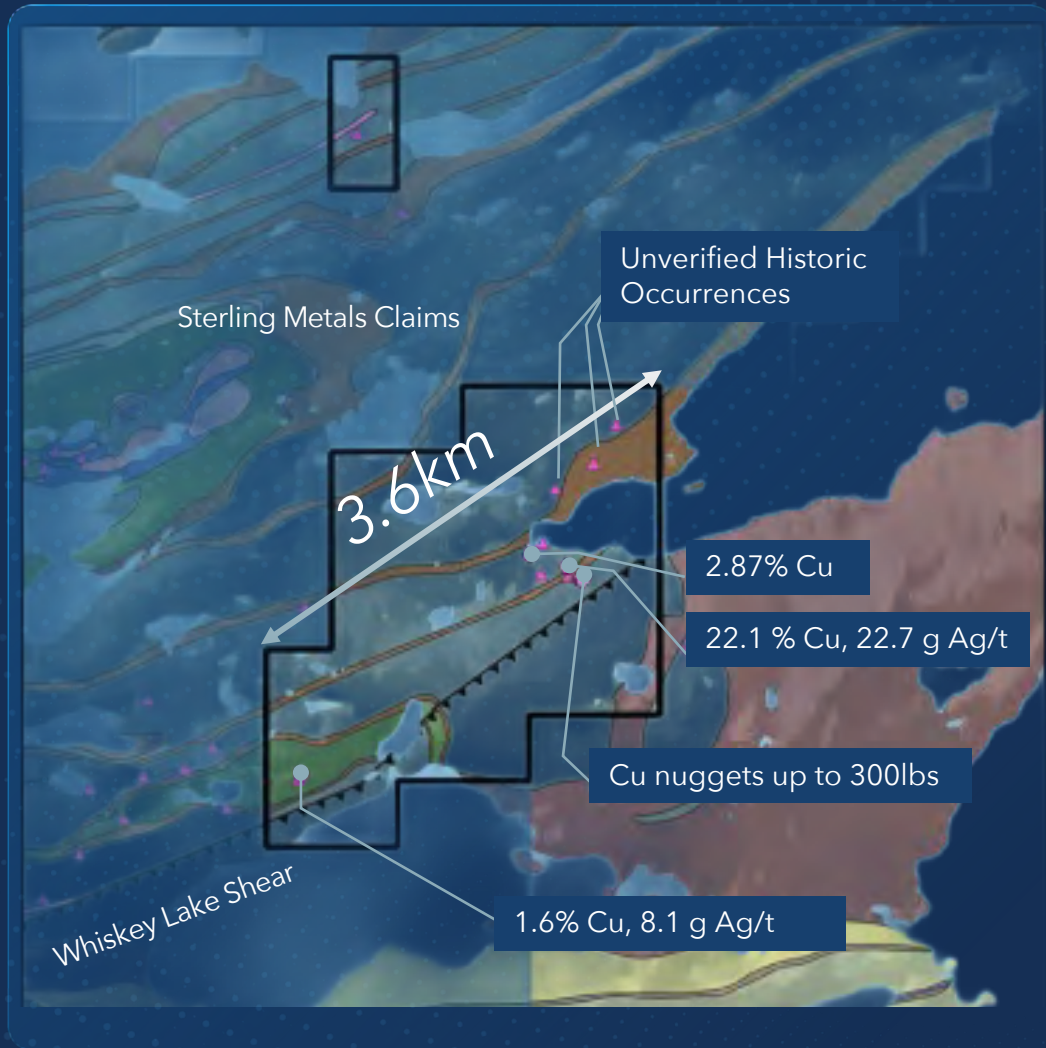 Unverified Historic
Occurrences
Sterling Metals Claims
3.6km
2.87% Cu
22.1 % Cu, 22.7 g Ag/t
Cu nuggets up to 300lbs
Whiskey Lake Shear
1.6% Cu, 8.1 g Ag/t